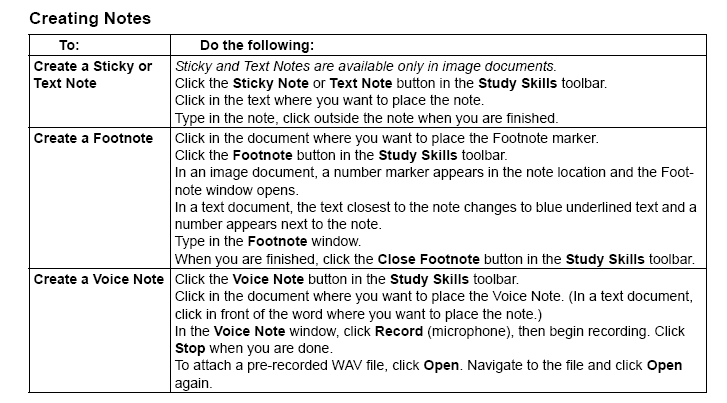 Creating Notes
To: Do the following:
Create a Sticky or
Text Note
Sticky and Text Notes are available only in image documents.
Click the Sticky Note or Text Note button in the Study Skills toolbar.
Click in the text where you want to place the note.
Type in the note, click outside the note when you are finished.
Create a Footnote
Click in the document where you want to place the Footnote marker.
Click the Footnote button in the Study Skills toolbar.
In an image document, a number marker appears in the note location and the Foot-
note window opens.
In a text document, the text closest to the note changes to blue underlined text and a
number appears next to the note.
Type in the Footnote window.
When you are finished, click the Close Footnote button in the Study Skills toolbar.
Create a Voice Note
Click the Voice Note button in the Study Skills toolbar.
Click in the document where you want to place the Voice Note. (In a text document,
click in front of the word where you want to place the note.)
In the Voice Note window, click Record (microphone), then begin recording. Click
Stop when you are done.
To attach a pre-recorded WAV file, click Open. Navigate to the file and click Open
again.